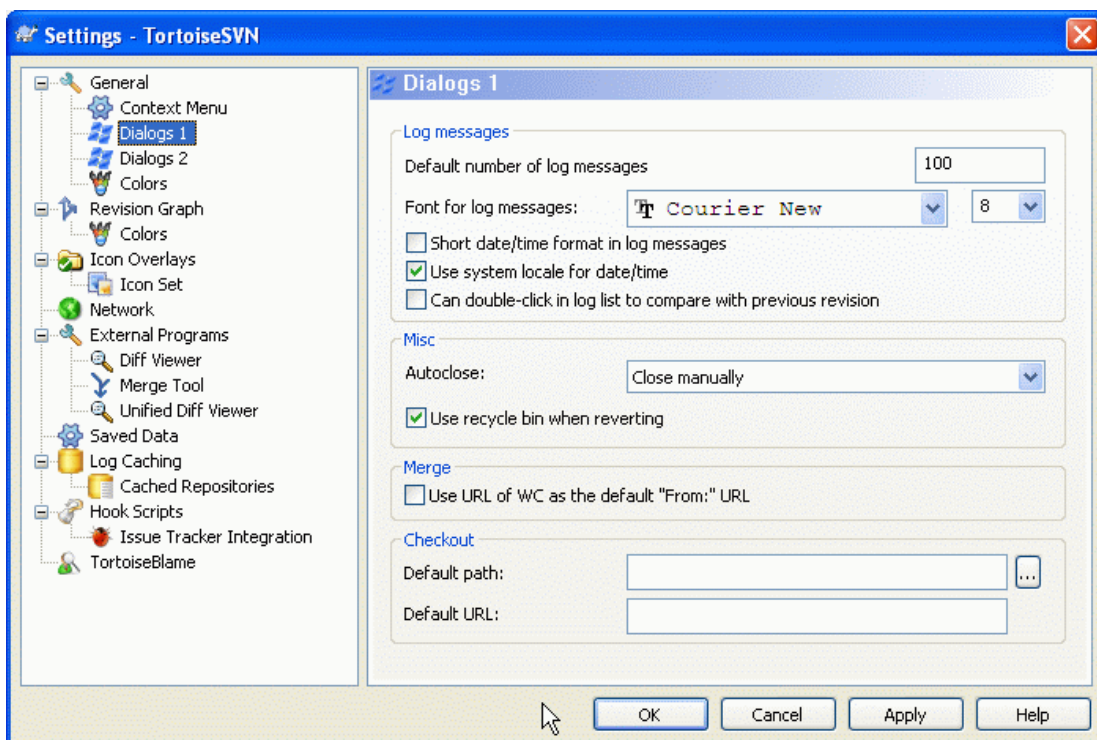 Settings - TortoiseSVN
General
Context Menu
Dialogs 1
Dialogs 2
Colors
Revision Graph
Colors
Icon Overlays
Icon Set
Network
External Programs
Diff Viewer
Merge Tool
Unified Diff Viewer
Saved Data
Log Caching
Cached Repositories
Hook Scripts
Issue Tracker Integration
TortoiseBlame
Dialogs 1
Log messages
Default number of log messages 100
Font for log messages: Courier New 8
Short date/time format in log messages
Use system locale for date/time
Can double-click in log list to compare with previous revision
Misc
Autoclose: Close manually
Use recycle bin when reverting
Merge
Use URL of WC as the default "From:" URL
Checkout
Default path: ...
Default URL:
OK Cancel Apply Help